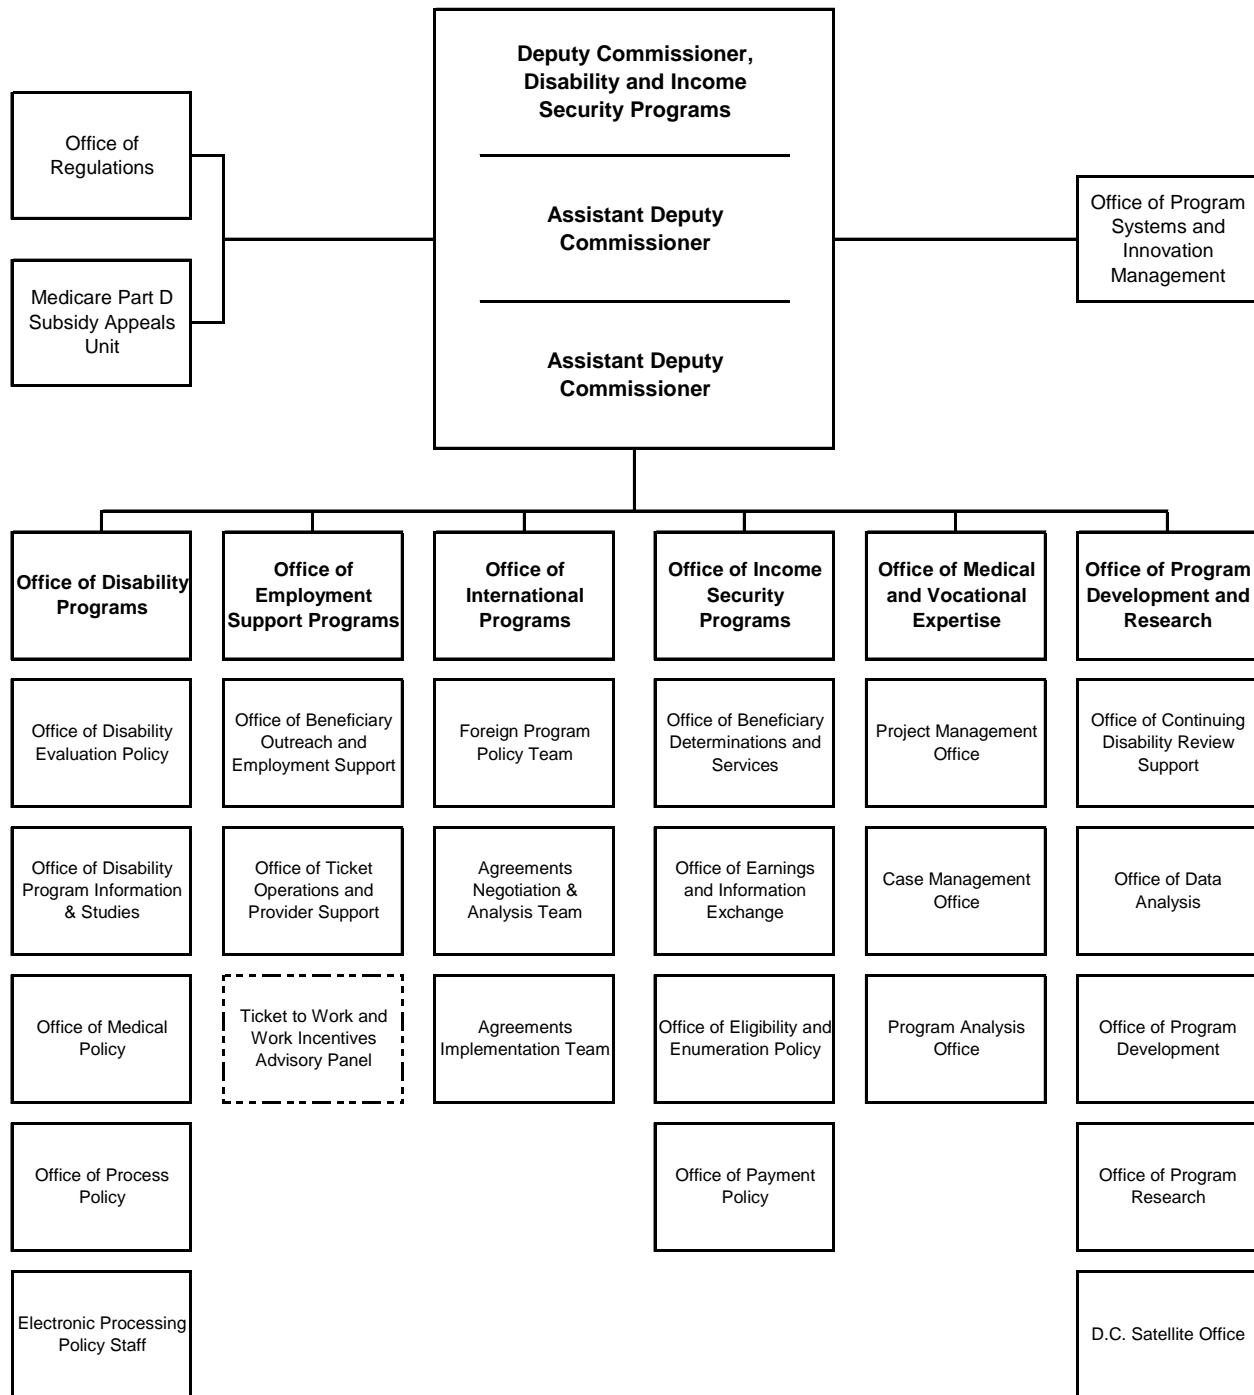 Deputy Commissioner,
Disability and Income
Security Programs
Assistant Deputy
Commissioner
Assistant Deputy
Commissioner
Office of
Regulations
Medicare Part D
Subsidy Appeals
Unit
Office of Program
Systems and
Innovation
Management
Office of Disability
Programs
Office of Disability
Evaluation Policy
Office of Disability
Program Information
& Studies
Office of Medical
Policy
Office of Process
Policy
Electronic Processing
Policy Staff
Office of
Employment
Support Programs
Office of Beneficiary
Outreach and
Employment Support
Office of Ticket
Operations and
Provider Support
Ticket to Work and
Work Incentives
Advisory Panel
Office of
International
Programs
Foreign Program
Policy Team
Agreements
Negotiation &
Analysis Team
Agreements
Implementation Team
Office of Income
Security
Programs
Office of Beneficiary
Determinations and
Services
Office of Earnings
and Information
Exchange
Office of Eligibility and
Enumeration Policy
Office of Payment
Policy
Office of Medical
and Vocational
Expertise
Project Management
Office
Case Management
Office
Program Analysis
Office
Office of Program
Development and
Research
Office of Continuing
Disability Review
Support
Office of Data
Analysis
Office of Program
Development
Office of Program
Research
D.C. Satellite Office